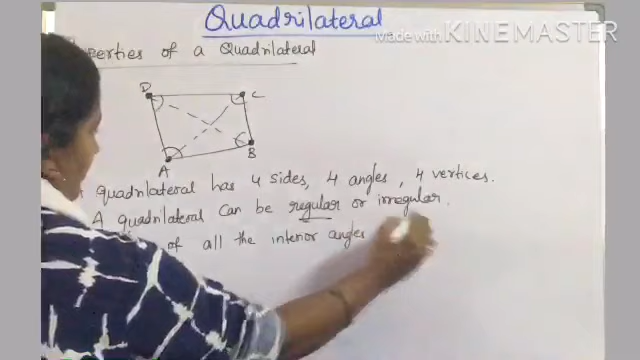 Quadrilateral
Made with KINEMASTER
of a Quadrilateral
D
C
A
B
quadrilateral has 4 sides, 4 angles, 4 vertices.
A quadrilateral can be regular or irregular.
of all the interior angles